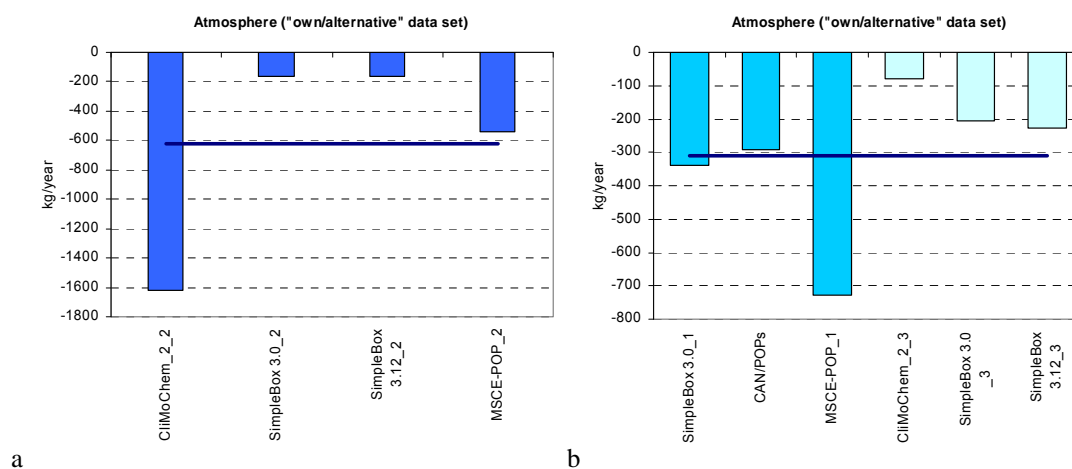 Atmosphere ("own/alternative" data set)
0
-200
-400
-600
-800
-1000
-1200
-1400
-1600
-1800
kg/year
CliMoChem_2_2
SimpleBox 3.0_2
SimpleBox
3.12_2
MSCE-POP_2
a
Atmosphere ("own/alternative" data set)
0
-100
-200
-300
-400
-500
-600
-700
-800
kg/year
SimpleBox 3.0_1
CAN/POPs
MSCE-POP_1
CliMoChem_2_3
SimpleBox 3.0
_3
SimpleBox
3.12_3
b